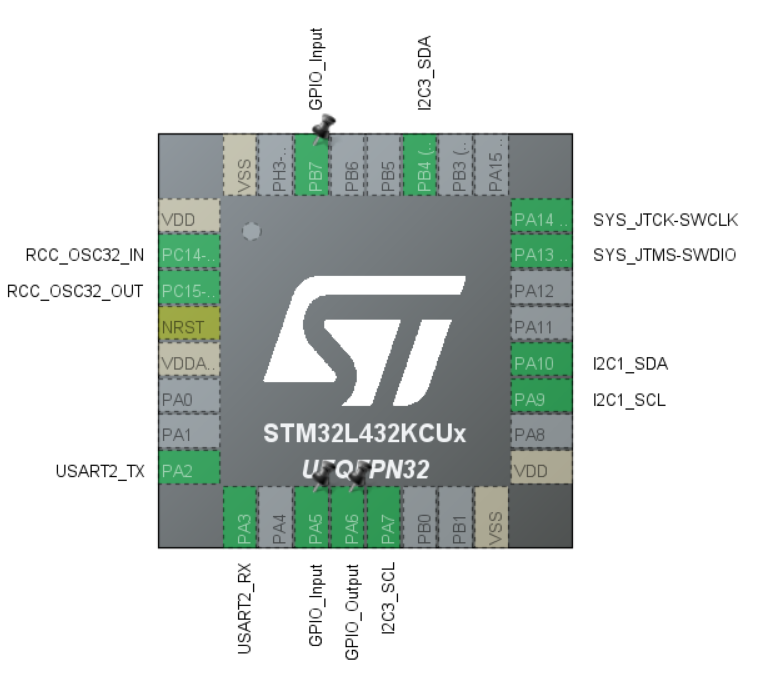 GPIO_Input
I2C3_SDA
VSS
PH3-..
PB7
PB6
PB5
PB4 (..
PB3 (..
PA15 ..
VDD
PA14 ..
SYS_JTCK-SWCLK
RCC_OSC32_IN
PC14-..
PA13 ..
SYS_JTMS-SWDIO
RCC_OSC32_OUT
PC15-..
PA12
NRST
PA11
VDDA..
PA10
I2C1_SDA
PA0
PA9
I2C1_SCL
PA1
STM32L432KCUx
PA8
USART2_TX
PA2
UFQFPN32
VDD
PA3
PA4
PA5
PA6
PA7
PB0
PB1
VSS
USART2_RX
GPIO_Input
GPIO_Output
I2C3_SCL